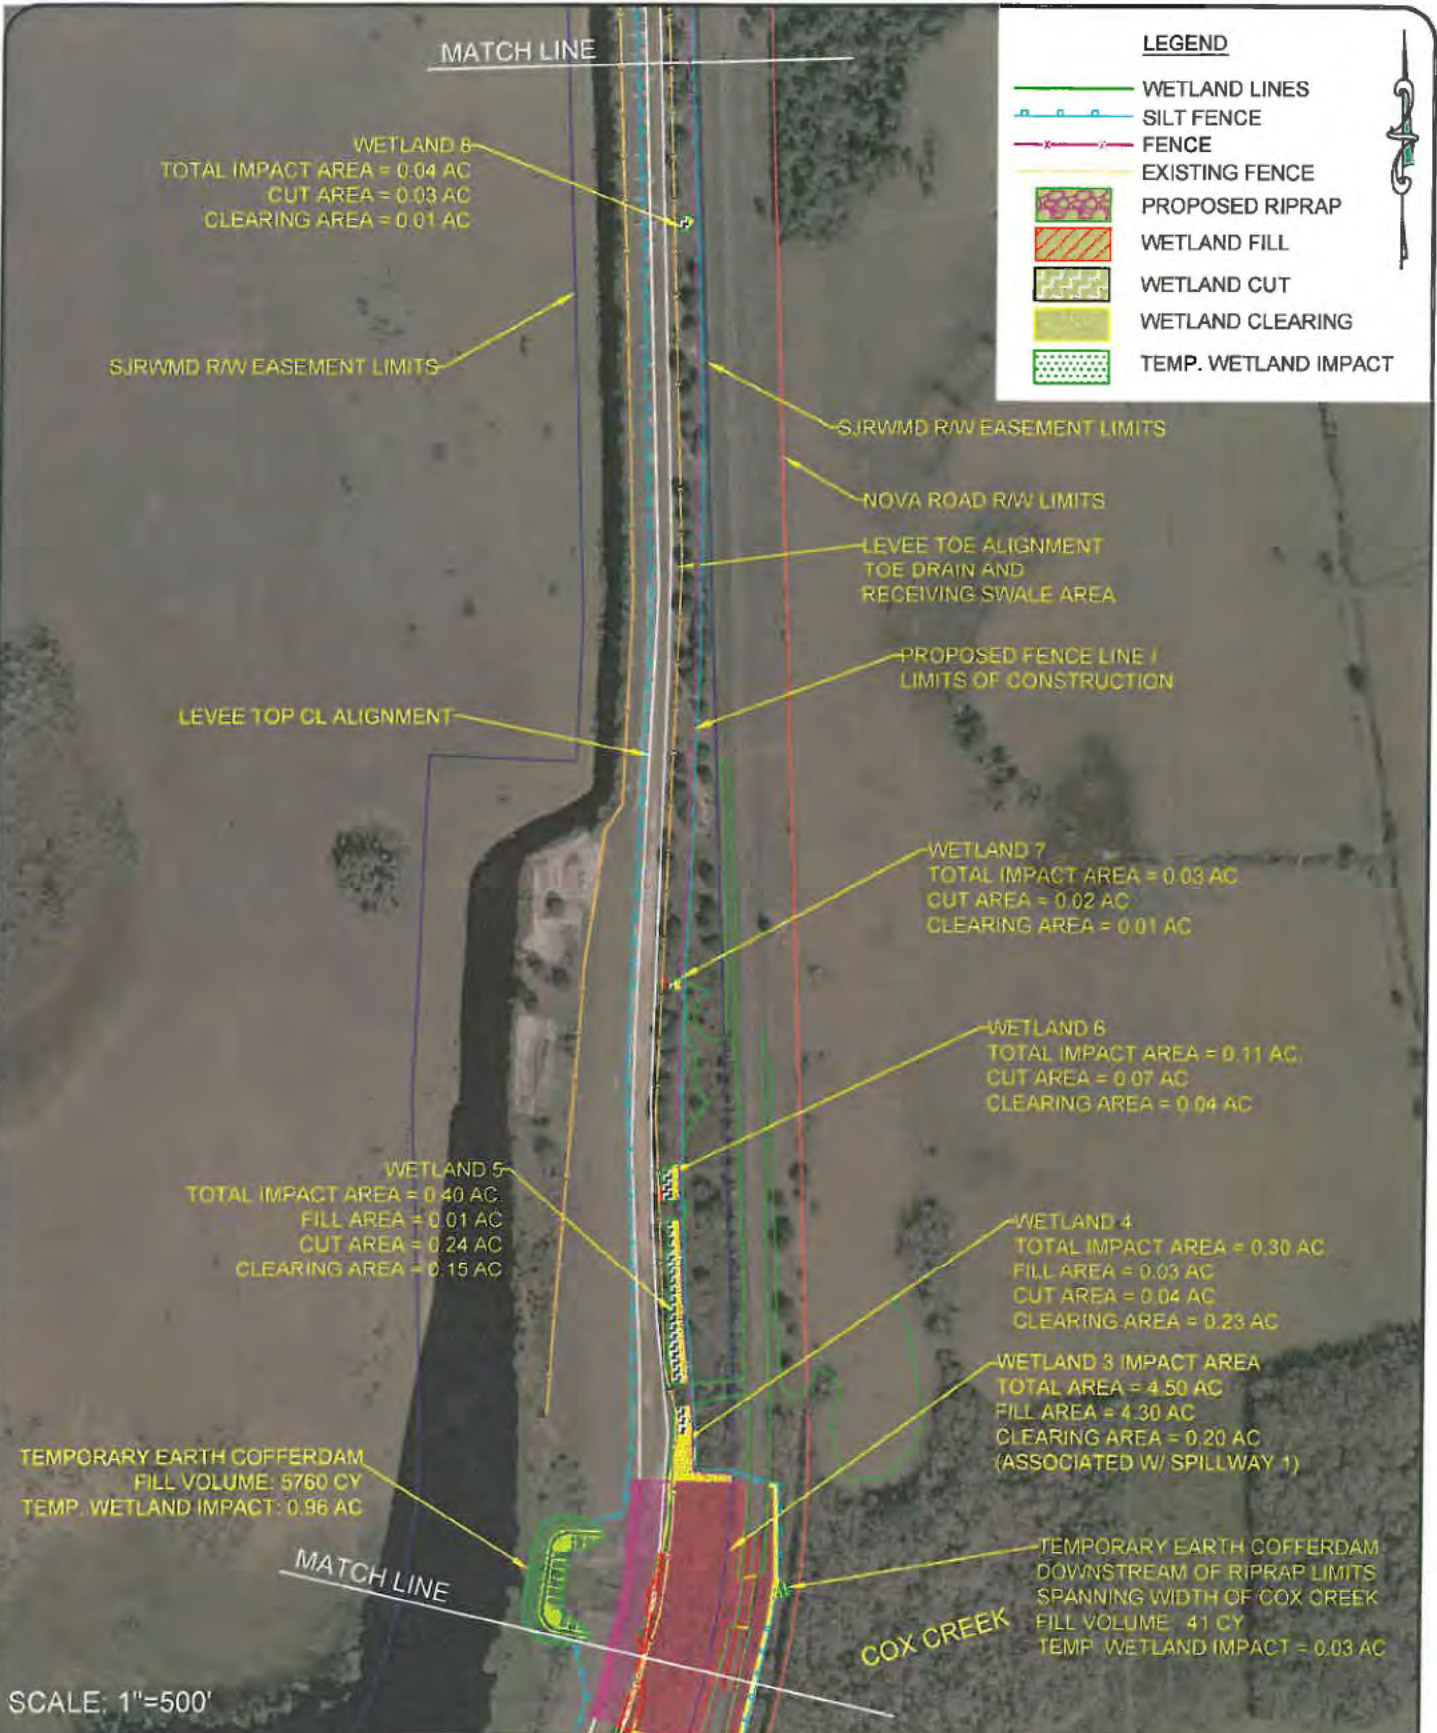 MATCH LINE
LEGEND
WETLAND LINES
SILT FENCE
FENCE
EXISTING FENCE
PROPOSED RIPRAP
WETLAND FILL
WETLAND CUT
WETLAND CLEARING
TEMP. WETLAND IMPACT
WETLAND 8
TOTAL IMPACT AREA = 0.04 AC
CUT AREA = 0.03 AC
CLEARING AREA = 0.01 AC
SJRWMD R/W EASEMENT LIMITS
SJRWMD R/W EASEMENT LIMITS
NOVA ROAD R/W LIMITS
LEVEE TOE ALIGNMENT
TOE DRAIN AND
RECEIVING SWALE AREA
PROPOSED FENCE LINE /
LIMITS OF CONSTRUCTION
LEVEE TOP CL ALIGNMENT
WETLAND 7
TOTAL IMPACT AREA = 0.03 AC
CUT AREA = 0.02 AC
CLEARING AREA = 0.01 AC
WETLAND 6
TOTAL IMPACT AREA = 0.11 AC
CUT AREA = 0.07 AC
CLEARING AREA = 0.04 AC
WETLAND 5
TOTAL IMPACT AREA = 0.40 AC
FILL AREA = 0.01 AC
CUT AREA = 0.24 AC
CLEARING AREA = 0.15 AC
WETLAND 4
TOTAL IMPACT AREA = 0.30 AC
FILL AREA = 0.03 AC
CUT AREA = 0.04 AC
CLEARING AREA = 0.23 AC
WETLAND 3 IMPACT AREA
TOTAL AREA = 4.50 AC
FILL AREA = 4.30 AC
CLEARING AREA = 0.20 AC
(ASSOCIATED W/ SPILLWAY 1)
TEMPORARY EARTH COFFERDAM
FILL VOLUME: 5760 CY
TEMP. WETLAND IMPACT: 0.96 AC
MATCH LINE
TEMPORARY EARTH COFFERDAM
DOWNSTREAM OF RIPRAP LIMITS
SPANNING WIDTH OF COX CREEK
FILL VOLUME 41 CY
TEMP WETLAND IMPACT = 0.03 AC
COX CREEK
SCALE: 1"=500'